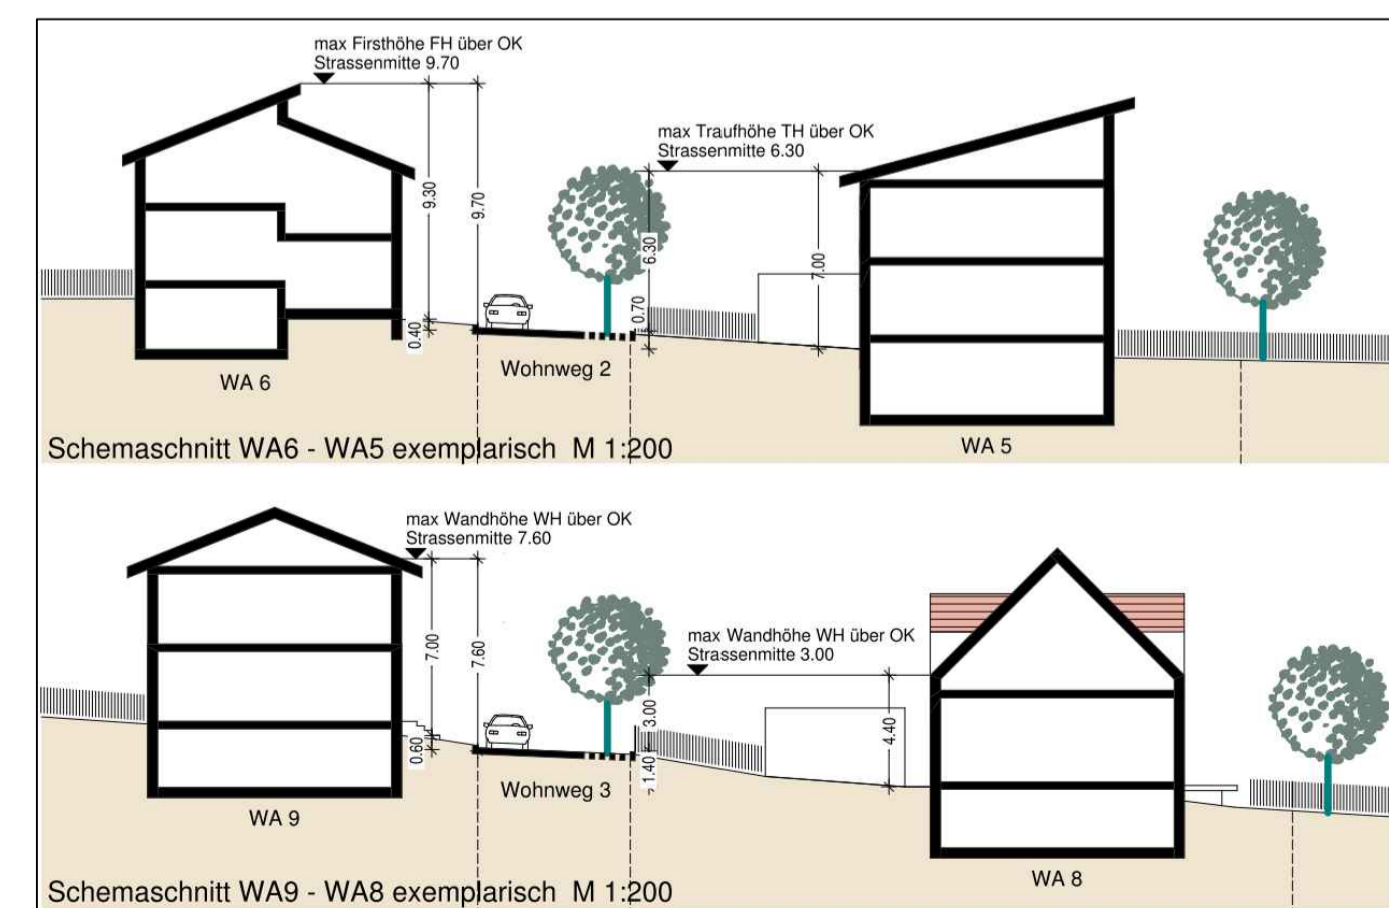 max Firsthöhe FH über OK
Strassenmitte 9.70
max Traufhöhe TH über OK
Strassenmitte 6.30
9.30
9.70
6.30
7.00
0.70
0.40
WA 6
Wohnweg 2
WA 5
Schemaschnitt WA6 - WA5 exemplarisch M 1:200
max Wandhöhe WH über OK
Strassenmitte 7.60
max Wandhöhe WH über OK
Strassenmitte 3.00
7.00
7.60
3.00
4.40
0.60
1.40
WA 9
Wohnweg 3
WA 8
Schemaschnitt WA9 - WA8 exemplarisch M 1:200